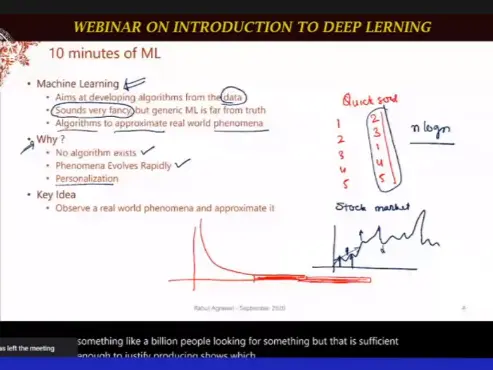 WEBINAR ON INTRODUCTION TO DEEP LERNING
10 minutes of ML
• Machine Learning
• Aims at developing algorithms from the data
• Sounds very fancy but generic ML is far from truth
• Algorithms to approximate real world phenomena
• Why ?
• No algorithm exists
• Phenomena Evolves Rapidly
• Personalization
• Key Idea
• Observe a real world phenomena and approximate it
Quick sort
1 2
2 3
3 1
4 4
5 5
n logn
Stock market
Rahul Agrawal - September 2020
something like a billion people looking for something but that is sufficient
as left the meeting
enough to justify producing shows which